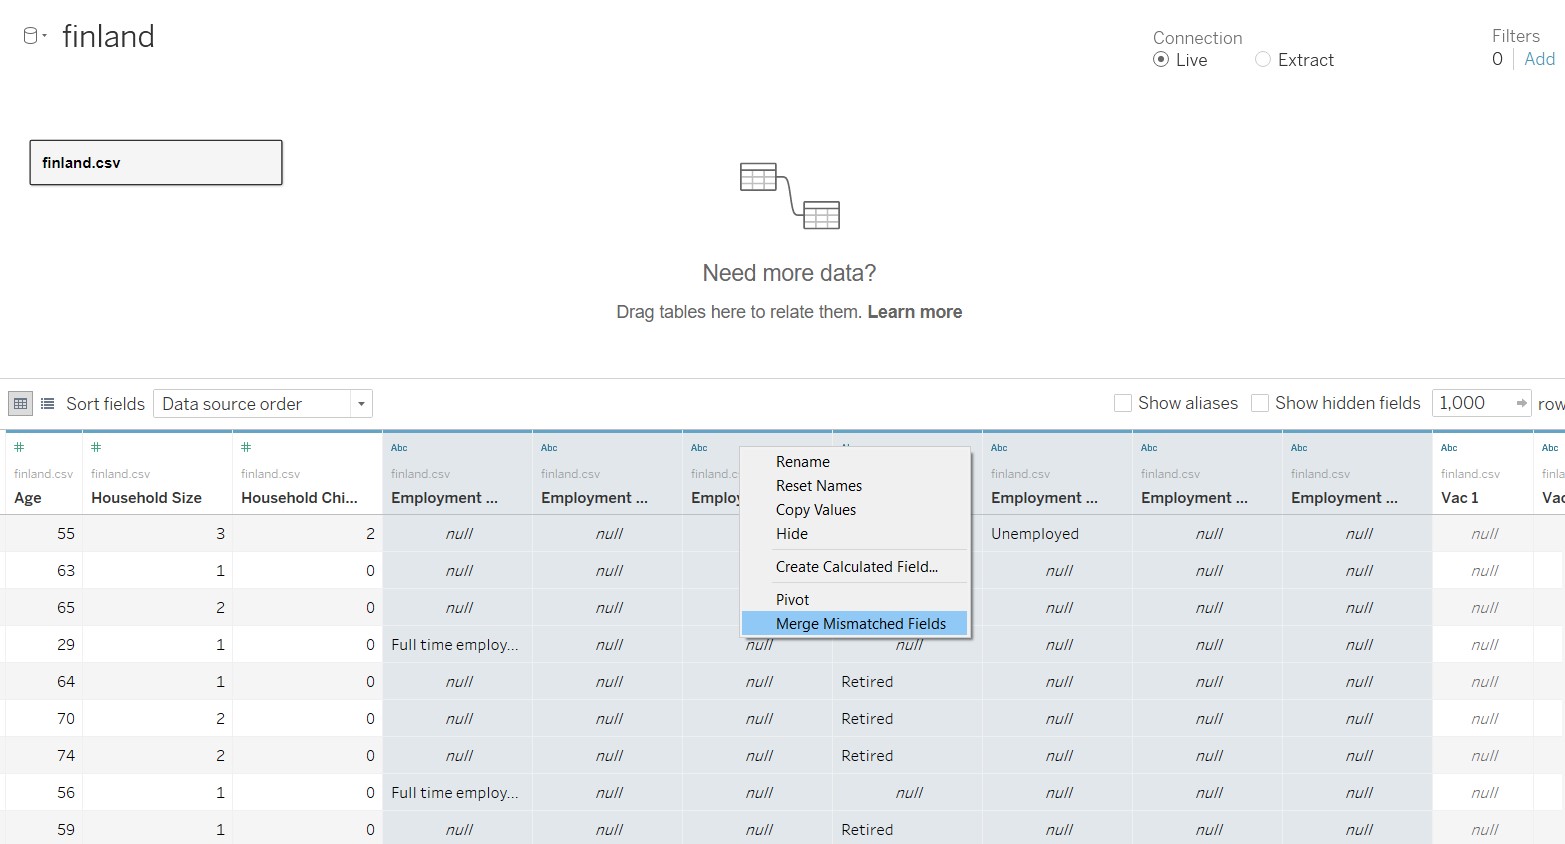 finland
Connection
Live Extract
Filters
0 Add
finland.csv
Need more data?
Drag tables here to relate them. Learn more
Sort fields Data source order Show aliases Show hidden fields 1,000 row
# # # Abc Abc Abc Abc Abc Abc Abc Abc
finland.csv finland.csv finland.csv finland.csv finland.csv finland.csv finland.csv finland.csv finland.csv
Age Household Size Household Chi... Employment ... Employment ... Employ Employment ... Employment ... Employment ... Vac 1 Vac
Rename
Reset Names
Copy Values
Hide
Create Calculated Field...
Pivot
Merge Mismatched Fields
55 3 2 null null Unemployed null null null
63 1 0 null null null null null null
65 2 0 null null null null null null
29 1 0 Full time employ... null null null null null null null
64 1 0 null null null Retired null null null null
70 2 0 null null null Retired null null null null
74 2 0 null null null Retired null null null null
56 1 0 Full time employ... null null null null null null null
59 1 0 null null null Retired null null null null